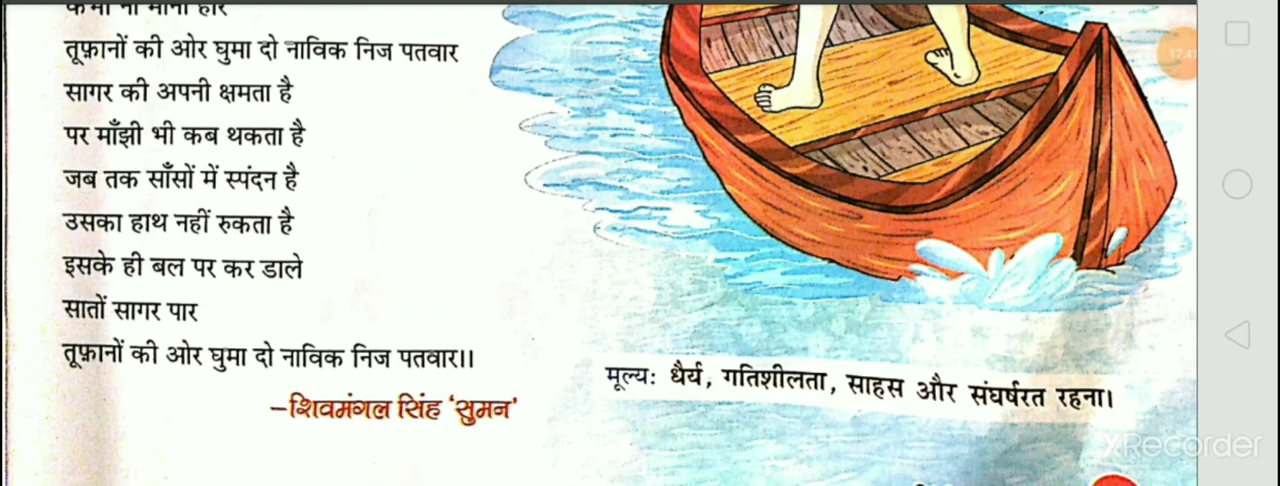 तूफ़ानों की ओर घुमा दो नाविक निज पतवार
सागर की अपनी क्षमता है
पर माँझी भी कब थकता है
जब तक साँसों में स्पंदन है
उसका हाथ नहीं रुकता है
इसके ही बल पर कर डाले
सातों सागर पार
तूफ़ानों की ओर घुमा दो नाविक निज पतवार।।
–शिवमंगल सिंह ‘सुमन’
मूल्य: धैर्य, गतिशीलता, साहस और संघर्षरत रहना।
XRecorder